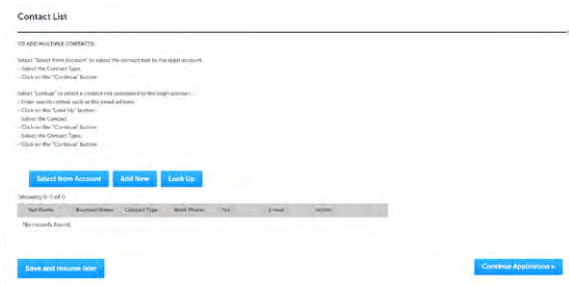 Contact List
TO ADD MULTIPLE CONTACTS:
Select "Select from Account" to select the contact tied to the login account.
- Select the Contact Type.
- Click on the "Continue" button.
Select "Lookup" to select a contact not associated to the login account.
- Enter search criteria such as the email address.
- Click on the "Look Up" button.
- Select the Contact
- Click on the "Continue" button.
- Select the Contact Type.
- Click on the "Continue" button.
Select from Account Add New Look Up
Showing 0-0 of 0
Full Name Business Name Contact Type Work Phone Fax E-mail Action
No records found.
Save and resume later Continue Application »